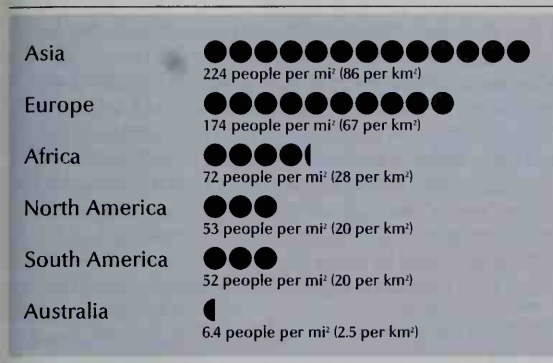 Asia
224 people per mi² (86 per km²)
Europe
174 people per mi² (67 per km²)
Africa
72 people per mi² (28 per km²)
North America
53 people per mi² (20 per km²)
South America
52 people per mi² (20 per km²)
Australia
6.4 people per mi² (2.5 per km²)